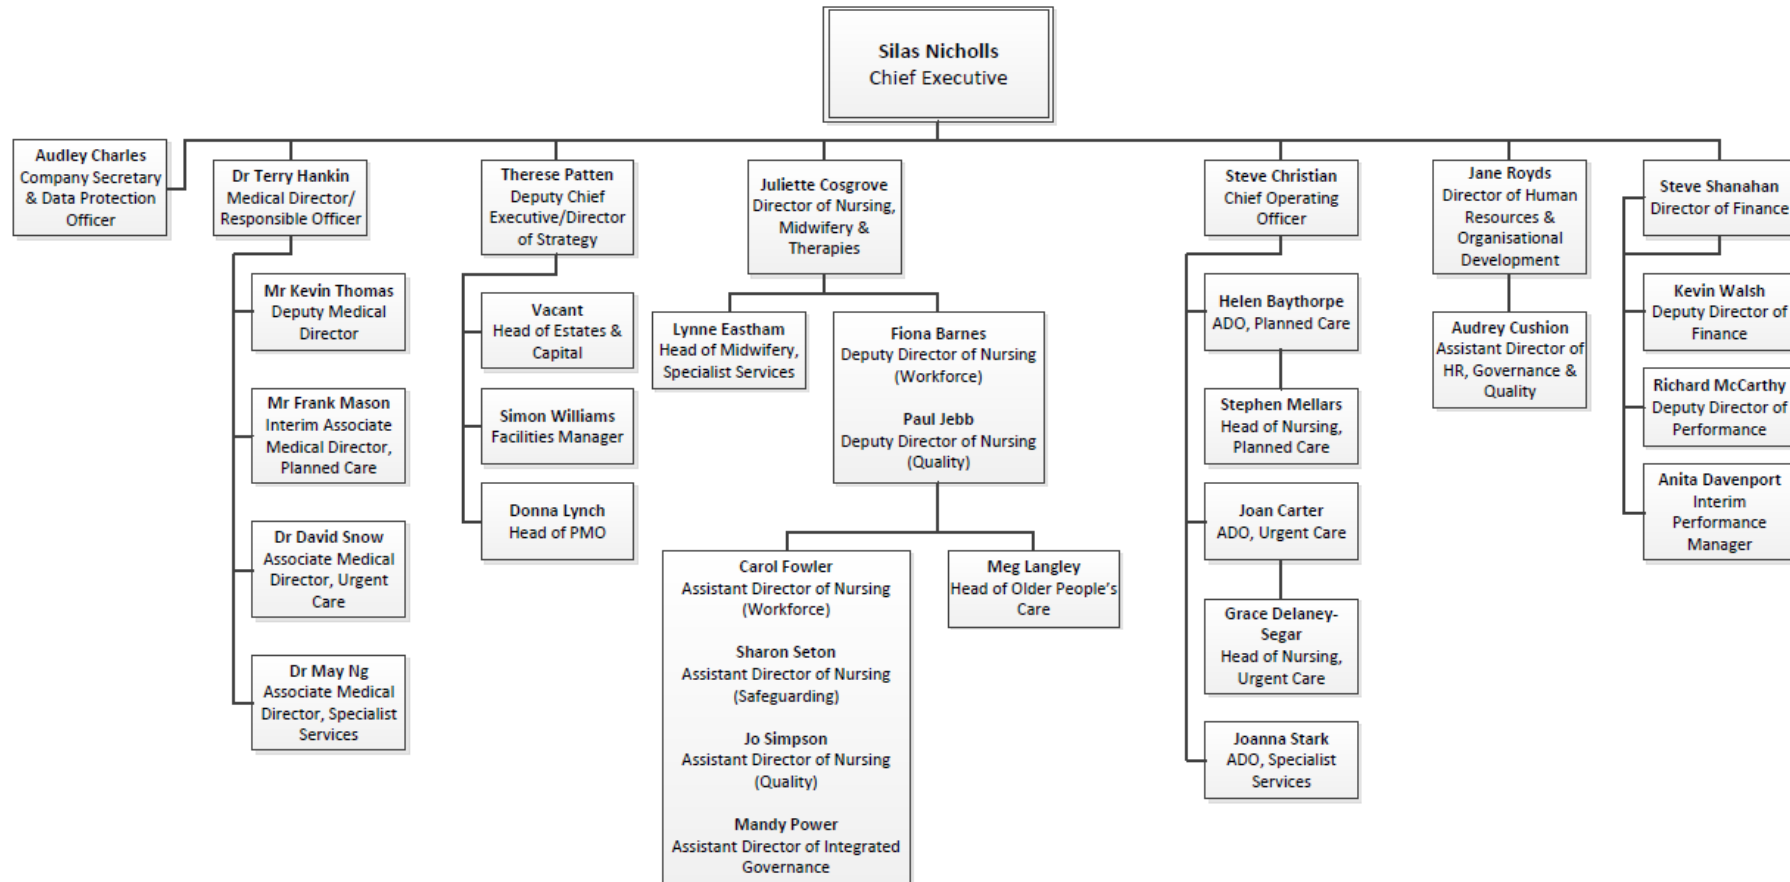 Silas Nicholls
Chief Executive
Audley Charles
Company Secretary
& Data Protection
Officer
Dr Terry Hankin
Medical Director/
Responsible Officer
Mr Kevin Thomas
Deputy Medical
Director
Mr Frank Mason
Interim Associate
Medical Director,
Planned Care
Dr David Snow
Associate Medical
Director, Urgent
Care
Dr May Ng
Associate Medical
Director, Specialist
Services
Therese Patten
Deputy Chief
Executive/Director
of Strategy
Vacant
Head of Estates &
Capital
Simon Williams
Facilities Manager
Donna Lynch
Head of PMO
Juliette Cosgrove
Director of Nursing,
Midwifery &
Therapies
Lynne Eastham
Head of Midwifery,
Specialist Services
Fiona Barnes
Deputy Director of Nursing
(Workforce)
Paul Jebb
Deputy Director of Nursing
(Quality)
Carol Fowler
Assistant Director of Nursing
(Workforce)
Sharon Seton
Assistant Director of Nursing
(Safeguarding)
Jo Simpson
Assistant Director of Nursing
(Quality)
Mandy Power
Assistant Director of Integrated
Governance
Meg Langley
Head of Older People’s
Care
Steve Christian
Chief Operating
Officer
Helen Baythorpe
ADO, Planned Care
Stephen Mellars
Head of Nursing,
Planned Care
Joan Carter
ADO, Urgent Care
Grace Delaney-
Segar
Head of Nursing,
Urgent Care
Joanna Stark
ADO, Specialist
Services
Jane Royds
Director of Human
Resources &
Organisational
Development
Audrey Cushion
Assistant Director of
HR, Governance &
Quality
Steve Shanahan
Director of Finance
Kevin Walsh
Deputy Director of
Finance
Richard McCarthy
Deputy Director of
Performance
Anita Davenport
Interim
Performance
Manager